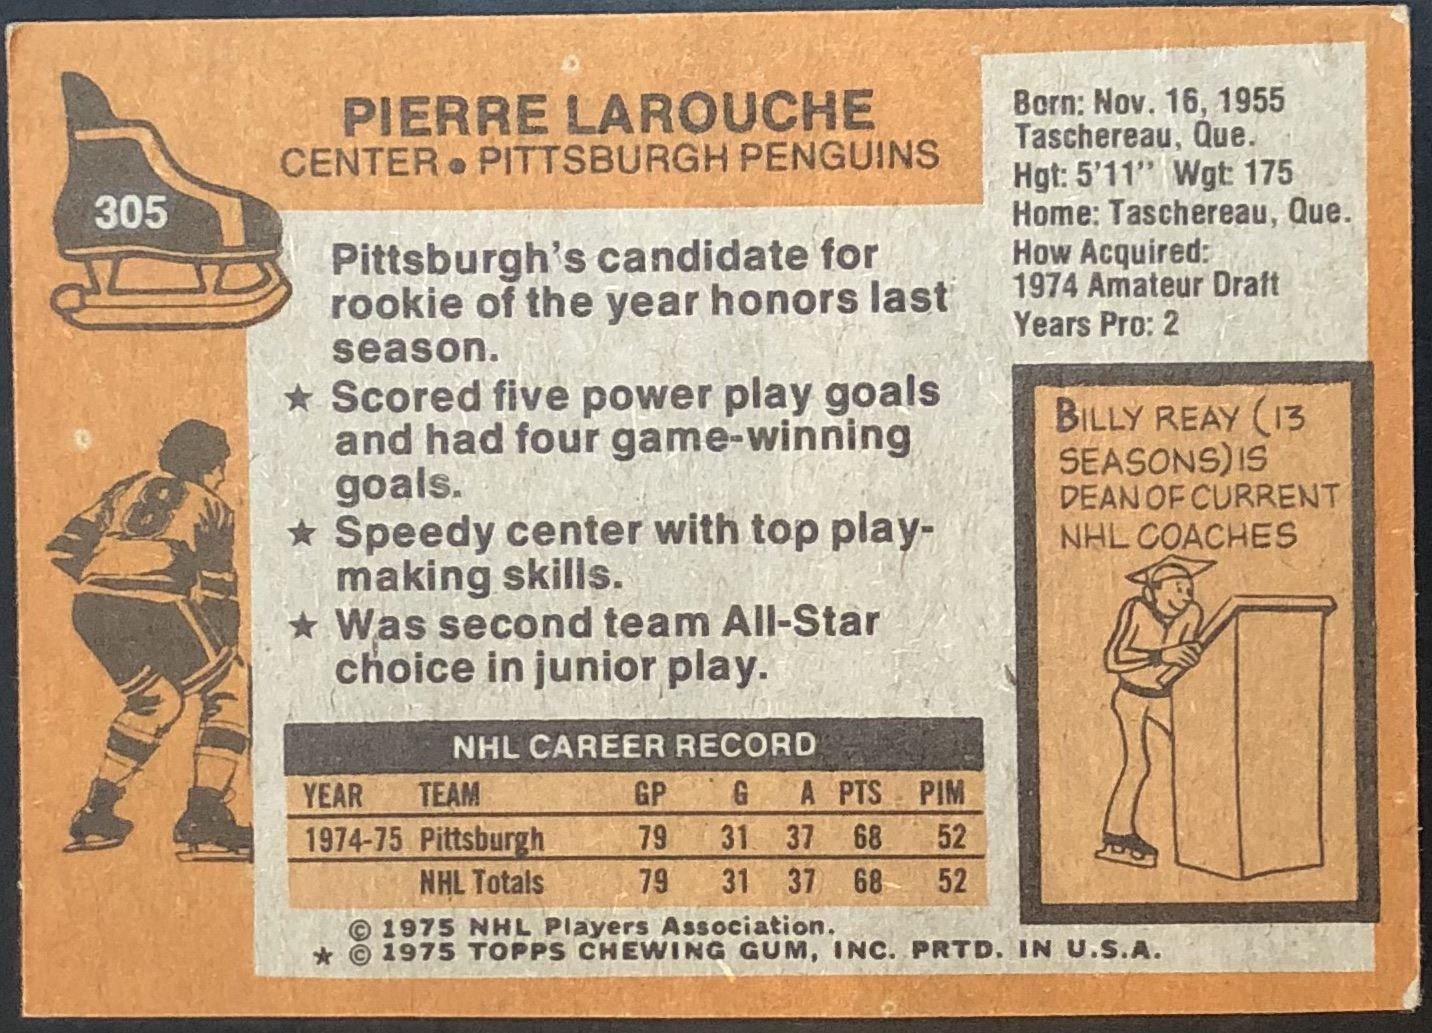 PIERRE LAROUCHE
CENTER • PITTSBURGH PENGUINS
305
Born: Nov. 16, 1955
Taschereau, Que.
Hgt: 5'11" Wgt: 175
Home: Taschereau, Que.
How Acquired:
1974 Amateur Draft
Years Pro: 2
Pittsburgh's candidate for
rookie of the year honors last
season.
★ Scored five power play goals
and had four game-winning
goals.
★ Speedy center with top play-
making skills.
★ Was second team All-Star
choice in junior play.
8
BILLY REAY (13
SEASONS) IS
DEAN OF CURRENT
NHL COACHES
NHL CAREER RECORD
YEAR TEAM GP G A PTS PIM
1974-75 Pittsburgh 79 31 37 68 52
NHL Totals 79 31 37 68 52
© 1975 NHL Players Association.
★ © 1975 TOPPS CHEWING GUM, INC. PRTD. IN U.S.A.